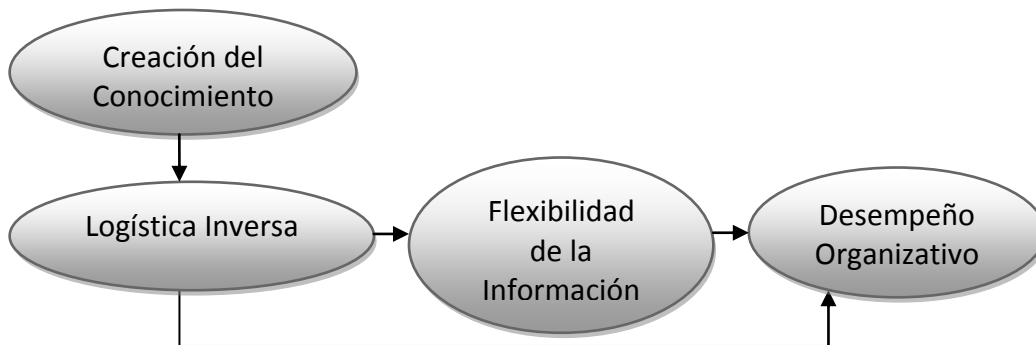 Creación del
Conocimiento
Logística Inversa
Flexibilidad
de la
Información
Desempeño
Organizativo